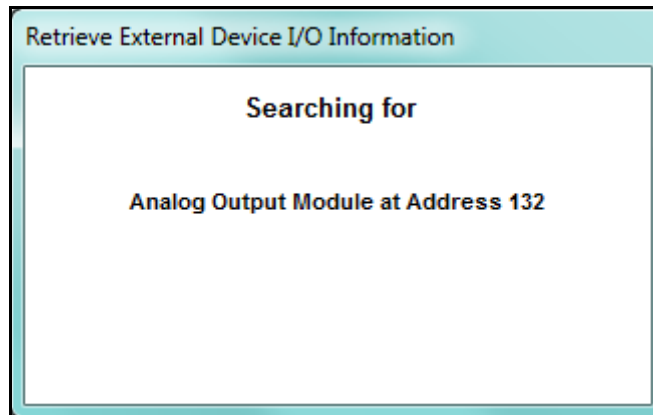 Retrieve External Device I/O Information
Searching for
Analog Output Module at Address 132